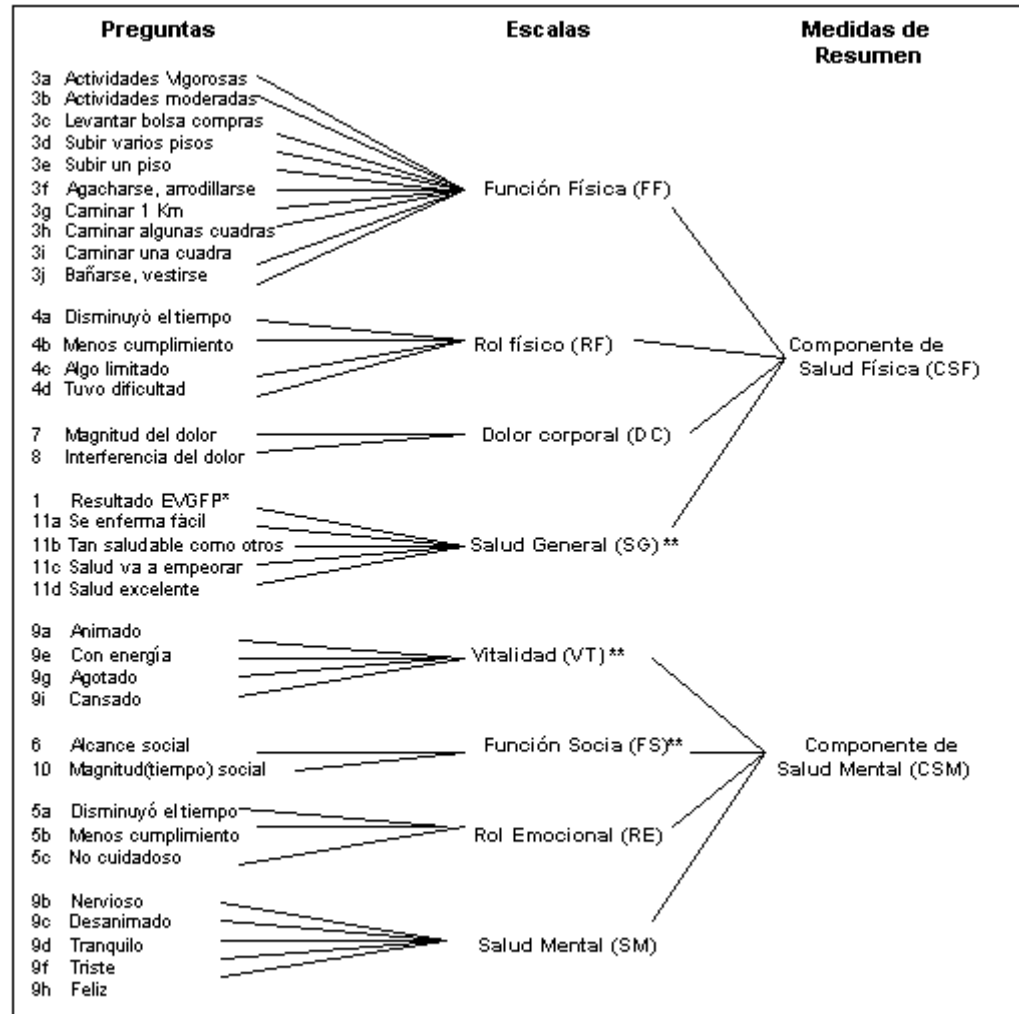 Preguntas Escalas Medidas de
Resumen
3a Actividades Vigorosas
3b Actividades moderadas
3c Levantar bolsa compras
3d Subir varios pisos
3e Subir un piso
3f Agacharse, arrodillarse
3g Caminar 1 Km
3h Caminar algunas cuadras
3i Caminar una cuadra
3j Bañarse, vestirse
Función Física (FF)
4a Disminuyó el tiempo
4b Menos cumplimiento
4c Algo limitado
4d Tuvo dificultad
Rol físico (RF)
Componente de
Salud Física (CSF)
7 Magnitud del dolor
8 Interferencia del dolor
Dolor corporal (DC)
1 Resultado EVGFP*
11a Se enferma fácil
11b Tan saludable como otros
11c Salud va a empeorar
11d Salud excelente
Salud General (SG) **
9a Animado
9e Con energía
9g Agotado
9i Cansado
Vitalidad (VT) **
6 Alcance social
10 Magnitud(tiempo) social
Función Socia (FS)**
Componente de
Salud Mental (CSM)
5a Disminuyó el tiempo
5b Menos cumplimiento
5c No cuidadoso
Rol Emocional (RE)
9b Nervioso
9c Desanimado
9d Tranquilo
9f Triste
9h Feliz
Salud Mental (SM)